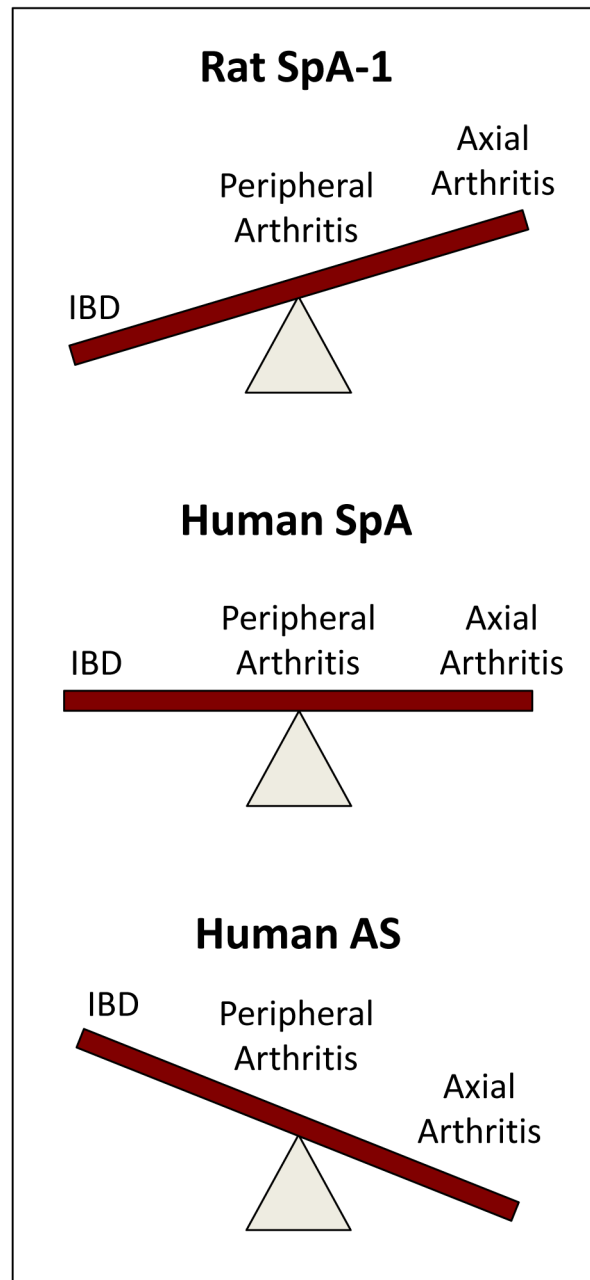 Rat SpA-1
Axial
Arthritis
Peripheral
Arthritis
IBD
Human SpA
IBD
Peripheral
Arthritis
Axial
Arthritis
Human AS
IBD
Peripheral
Arthritis
Axial
Arthritis